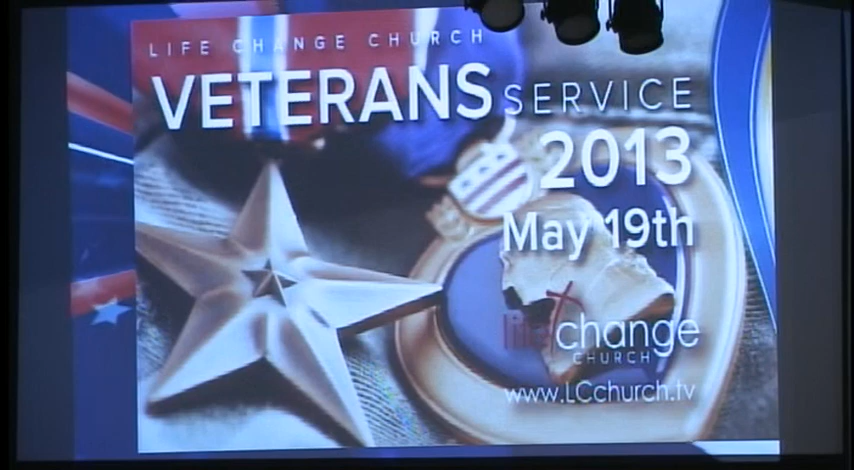 LIFE CHANGE CHURCH
VETERANS SERVICE
2013
May 19th
lifechange
CHURCH
www.LCchurch.tv